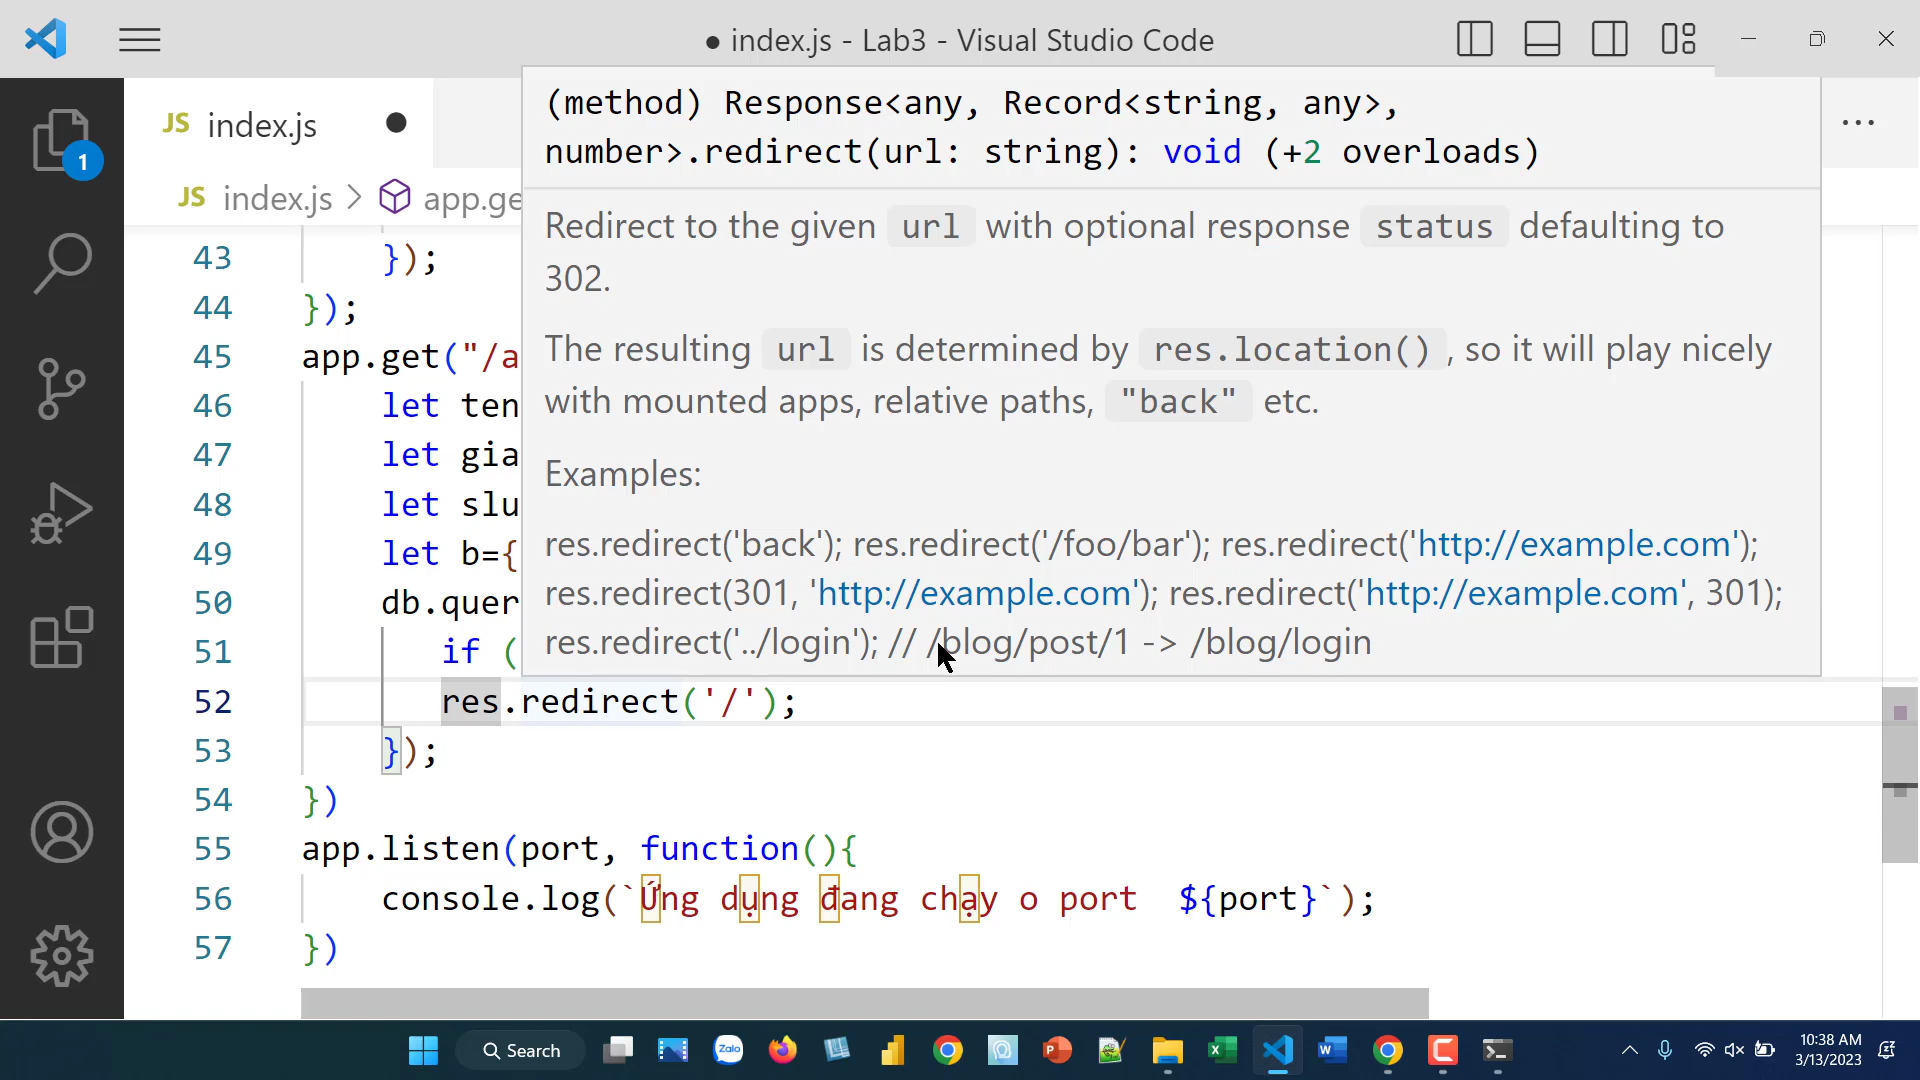 ● index.js - Lab3 - Visual Studio Code
JS index.js ●
1
JS index.js > app.ge
(method) Response<any, Record<string, any>,
number>.redirect(url: string): void (+2 overloads)
Redirect to the given url with optional response status defaulting to
302.
The resulting url is determined by res.location(), so it will play nicely
with mounted apps, relative paths, "back" etc.
Examples:
res.redirect('back'); res.redirect('/foo/bar'); res.redirect('http://example.com');
res.redirect(301, 'http://example.com'); res.redirect('http://example.com', 301);
res.redirect('../login'); // /blog/post/1 -> /blog/login
43 });
44 });
45 app.get("/a
46 let ten
47 let gia
48 let slu
49 let b={
50 db.quer
51 if (
52 res.redirect('/');
53 });
54 })
55 app.listen(port, function(){
56 console.log(`Ứng dụng đang chạy o port  ${port}`);
57 })
Search
Zalo
10:38 AM
3/13/2023